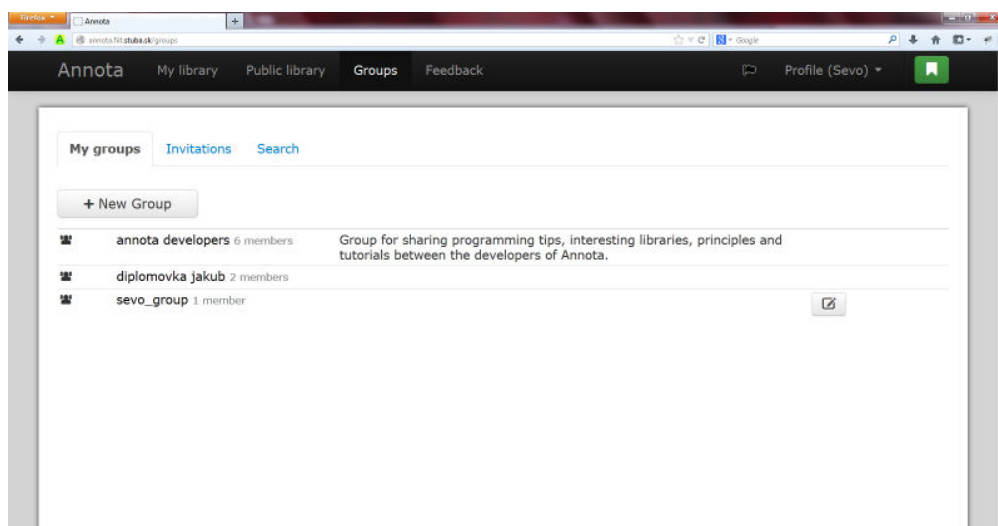 Firefox
Annota
annota.fiit.stuba.sk/groups
Google
Annota My library Public library Groups Feedback Profile (Sevo)
My groups Invitations Search
+ New Group
annota developers 6 members Group for sharing programming tips, interesting libraries, principles and
tutorials between the developers of Annota.
diplomovka jakub 2 members
sevo_group 1 member